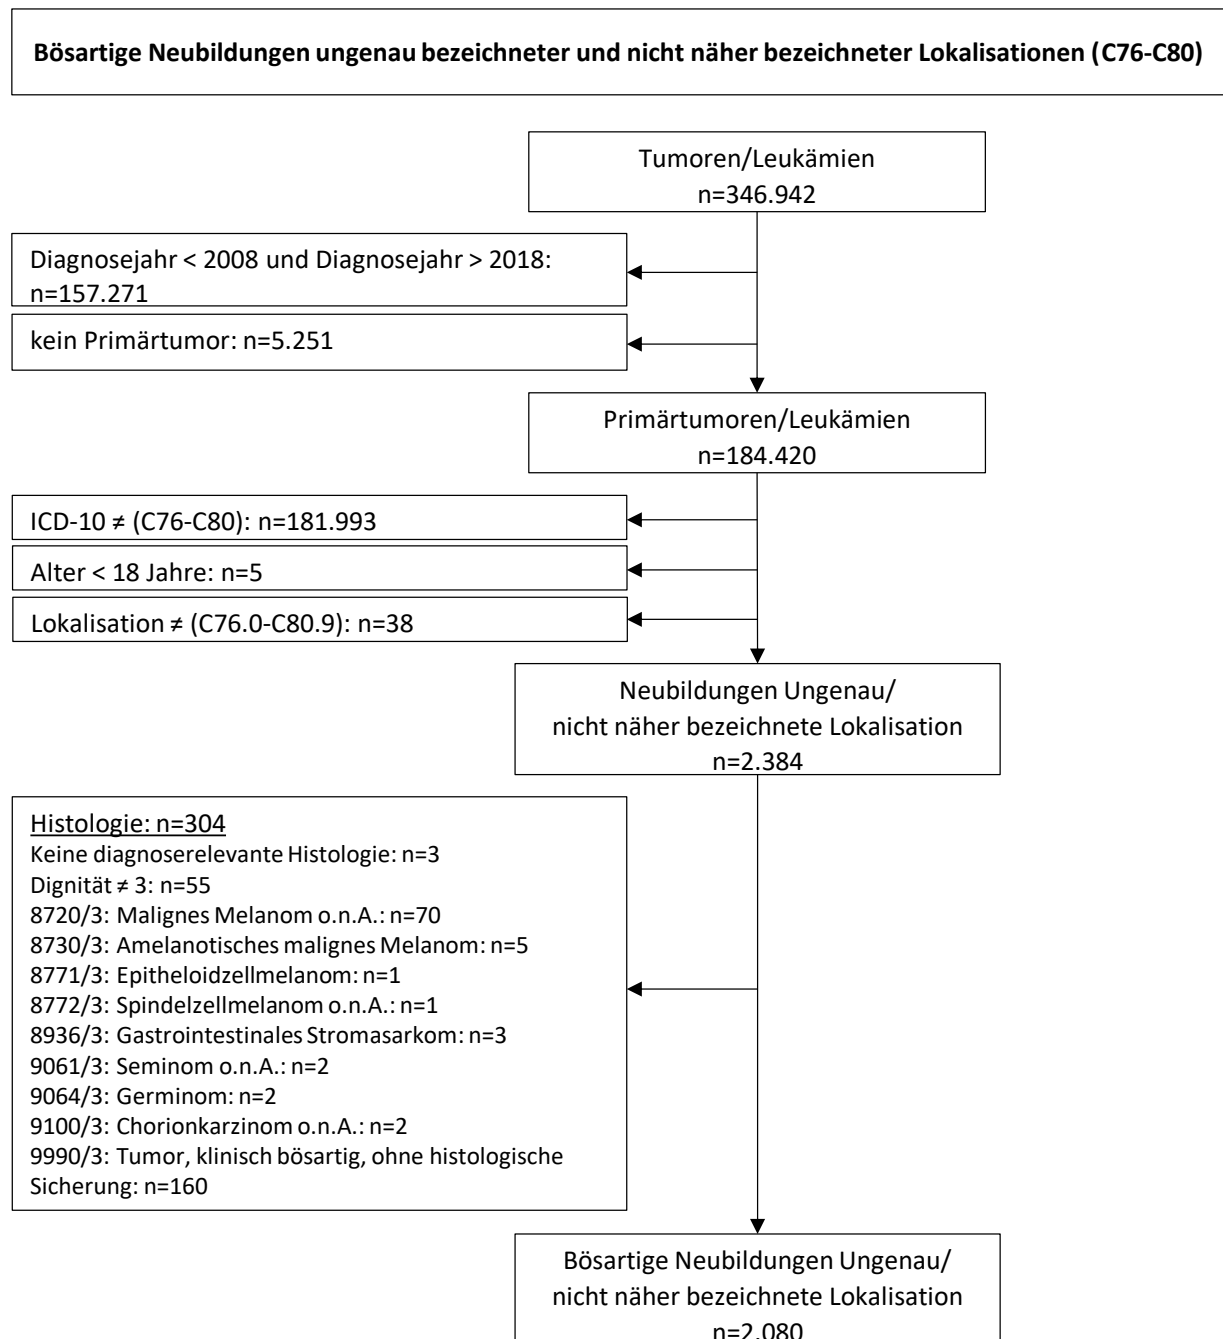 Bösartige Neubildungen ungenau bezeichneter und nicht näher bezeichneter Lokalisationen (C76-C80)
Tumoren/Leukämien
n=346.942
Diagnosejahr < 2008 und Diagnosejahr > 2018:
n=157.271
kein Primärtumor: n=5.251
Primärtumoren/Leukämien
n=184.420
ICD-10 ≠ (C76-C80): n=181.993
Alter < 18 Jahre: n=5
Lokalisation ≠ (C76.0-C80.9): n=38
Neubildungen Ungenau/
nicht näher bezeichnete Lokalisation
n=2.384
Histologie: n=304
Keine diagnoserelevante Histologie: n=3
Dignität ≠ 3: n=55
8720/3: Malignes Melanom o.n.A.: n=70
8730/3: Amelanotisches malignes Melanom: n=5
8771/3: Epitheloidzellmelanom: n=1
8772/3: Spindelzellmelanom o.n.A.: n=1
8936/3: Gastrointestinales Stromasarkom: n=3
9061/3: Seminom o.n.A.: n=2
9064/3: Germinom: n=2
9100/3: Chorionkarzinom o.n.A.: n=2
9990/3: Tumor, klinisch bösartig, ohne histologische
Sicherung: n=160
Bösartige Neubildungen Ungenau/
nicht näher bezeichnete Lokalisation
n=2.080